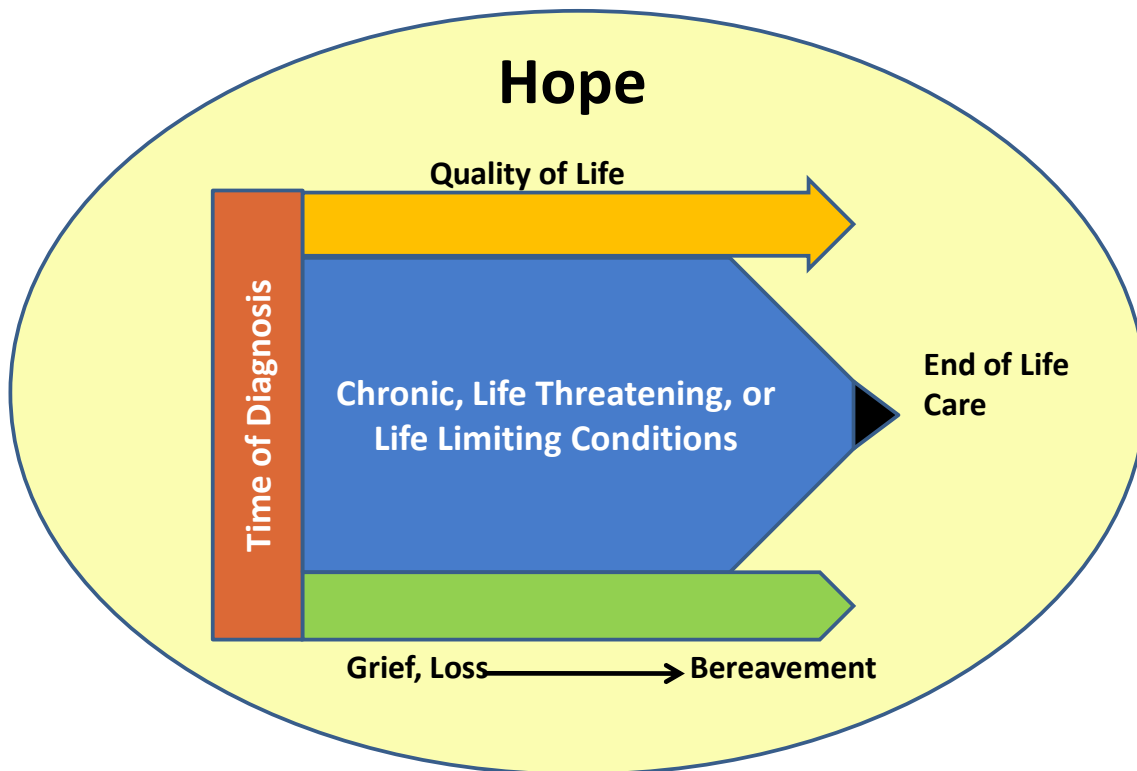 Hope
Quality of Life
Time of Diagnosis
Chronic, Life Threatening, or
Life Limiting Conditions
End of Life
Care
Grief, Loss Bereavement